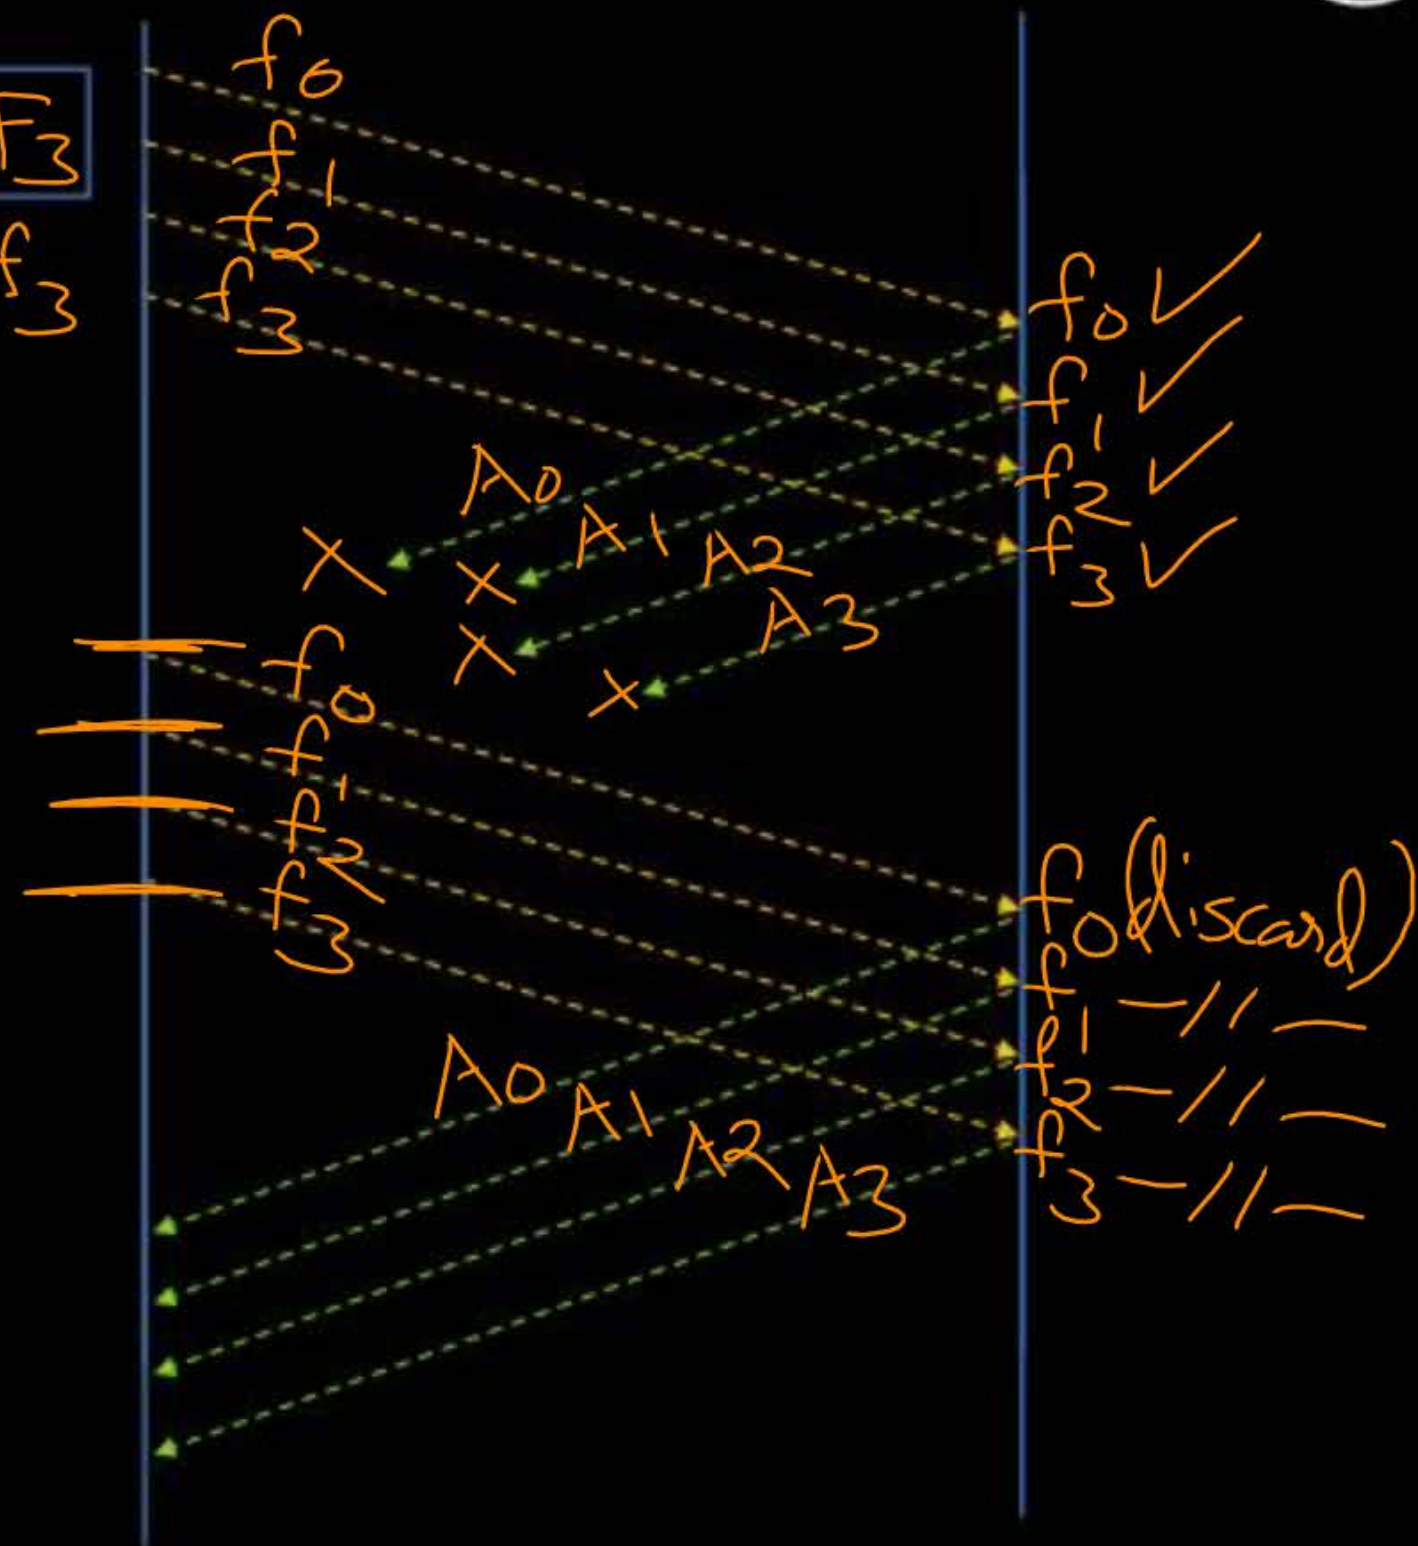 f0
F3
f1
f2
f3
f3
f0 ✓
f1 ✓
A0
f2 ✓
A1
A2
X
X
f3 ✓
A3
X
X
f0
f1
f2
f0 (discard)
f3
f1 —//—
A0
f2 —//—
A1
A2
f3 —//—
A3